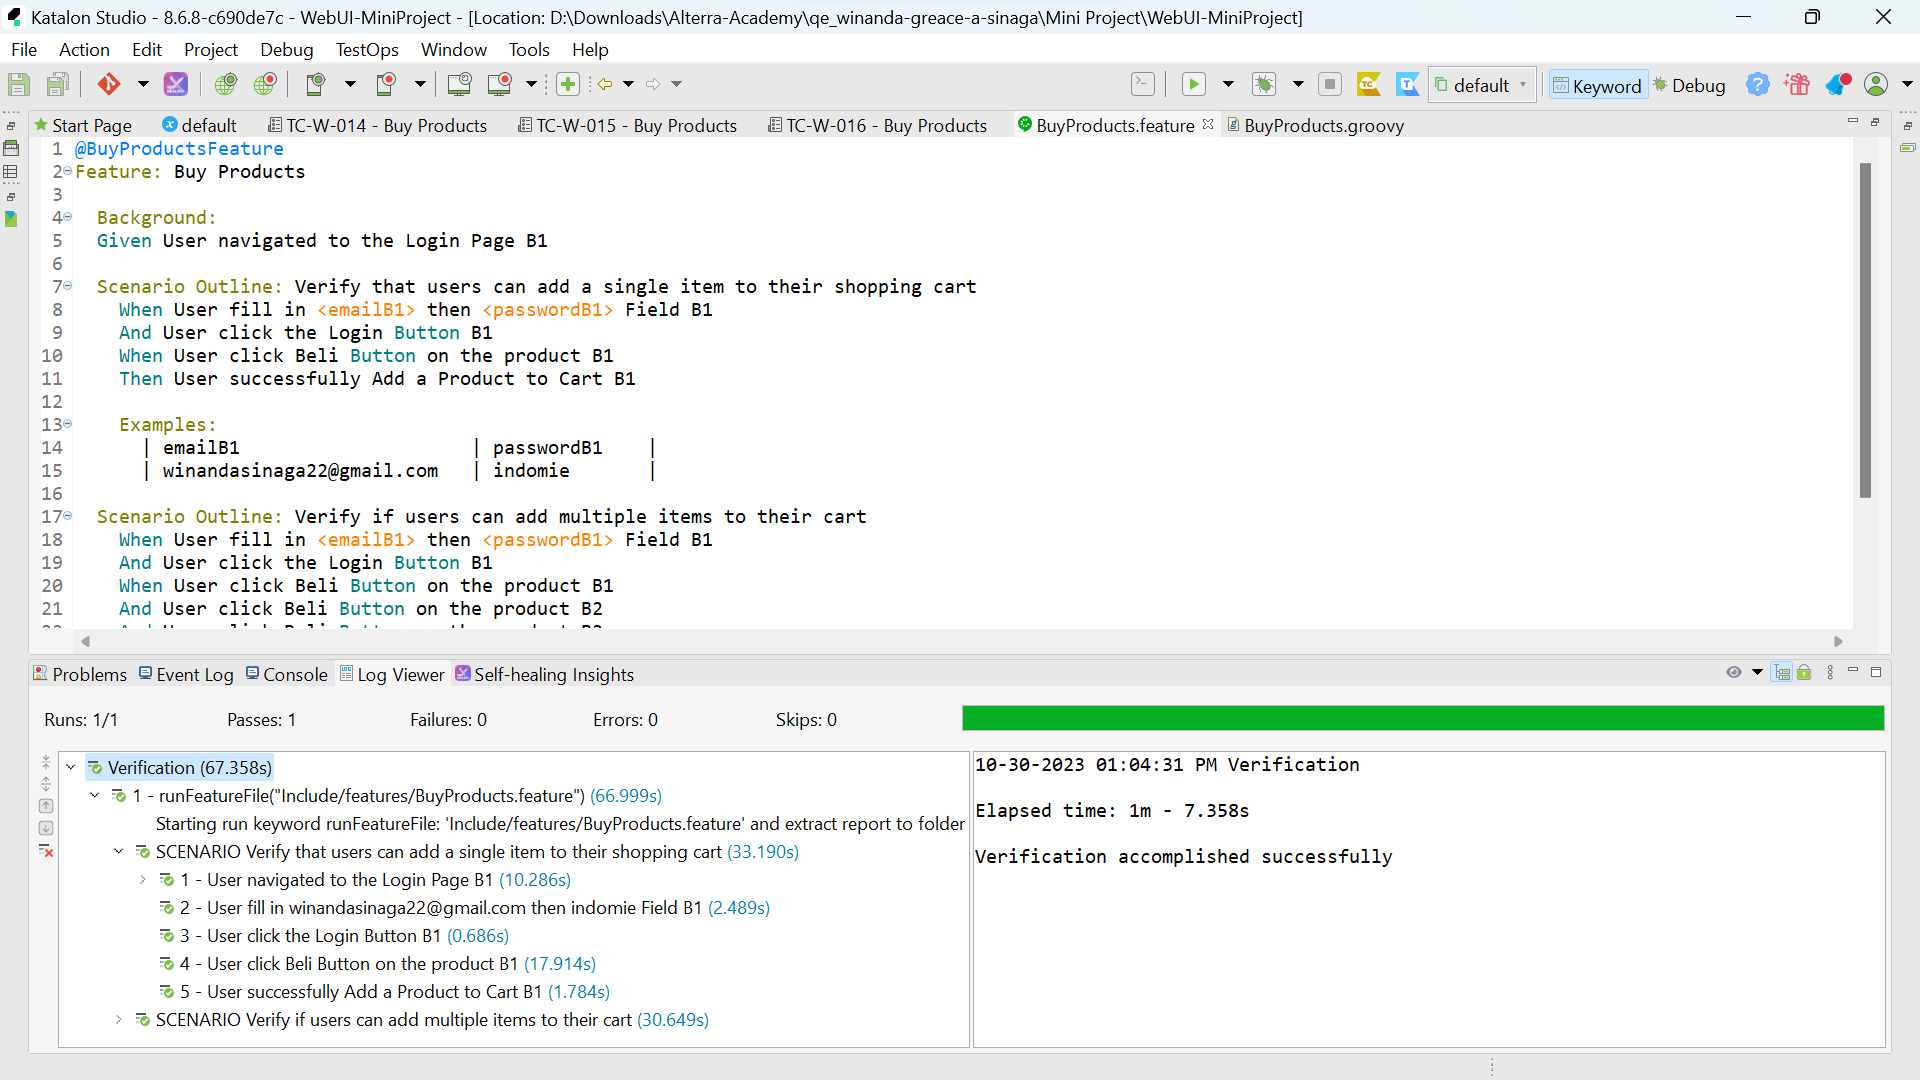 Katalon Studio - 8.6.8-c690de7c - WebUI-MiniProject - [Location: D:\Downloads\Alterra-Academy\qe_winanda-greace-a-sinaga\Mini Project\WebUI-MiniProject]
File Action Edit Project Debug TestOps Window Tools Help
default Keyword Debug
Start Page default TC-W-014 - Buy Products TC-W-015 - Buy Products TC-W-016 - Buy Products BuyProducts.feature BuyProducts.groovy
1 @BuyProductsFeature
2 Feature: Buy Products
3
4 Background:
5 Given User navigated to the Login Page B1
6
7 Scenario Outline: Verify that users can add a single item to their shopping cart
8 When User fill in <emailB1> then <passwordB1> Field B1
9 And User click the Login Button B1
10 When User click Beli Button on the product B1
11 Then User successfully Add a Product to Cart B1
12
13 Examples:
14 | emailB1 | passwordB1 |
15 | winandasinaga22@gmail.com | indomie |
16
17 Scenario Outline: Verify if users can add multiple items to their cart
18 When User fill in <emailB1> then <passwordB1> Field B1
19 And User click the Login Button B1
20 When User click Beli Button on the product B1
21 And User click Beli Button on the product B2
Problems Event Log Console Log Viewer Self-healing Insights
Runs: 1/1 Passes: 1 Failures: 0 Errors: 0 Skips: 0
Verification (67.358s)
1 - runFeatureFile("Include/features/BuyProducts.feature") (66.999s)
Starting run keyword runFeatureFile: 'Include/features/BuyProducts.feature' and extract report to folder
SCENARIO Verify that users can add a single item to their shopping cart (33.190s)
1 - User navigated to the Login Page B1 (10.286s)
2 - User fill in winandasinaga22@gmail.com then indomie Field B1 (2.489s)
3 - User click the Login Button B1 (0.686s)
4 - User click Beli Button on the product B1 (17.914s)
5 - User successfully Add a Product to Cart B1 (1.784s)
SCENARIO Verify if users can add multiple items to their cart (30.649s)
10-30-2023 01:04:31 PM Verification
Elapsed time: 1m - 7.358s
Verification accomplished successfully